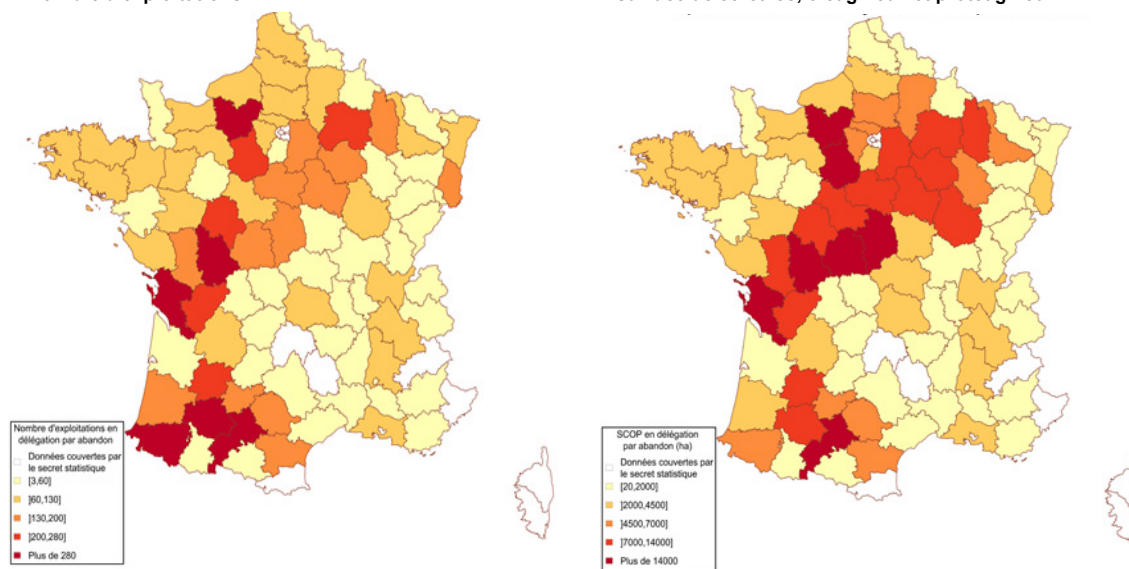 Nombre d'exploitations en
délégation par abandon
Données couvertes par
le secret statistique
[3,60]
]60,130]
]130,200]
]200,280]
Plus de 280
SCOP en délégation
par abandon (ha)
Données couvertes par
le secret statistique
[20,2000]
]2000,4500]
]4500,7000]
]7000,14000]
Plus de 14000